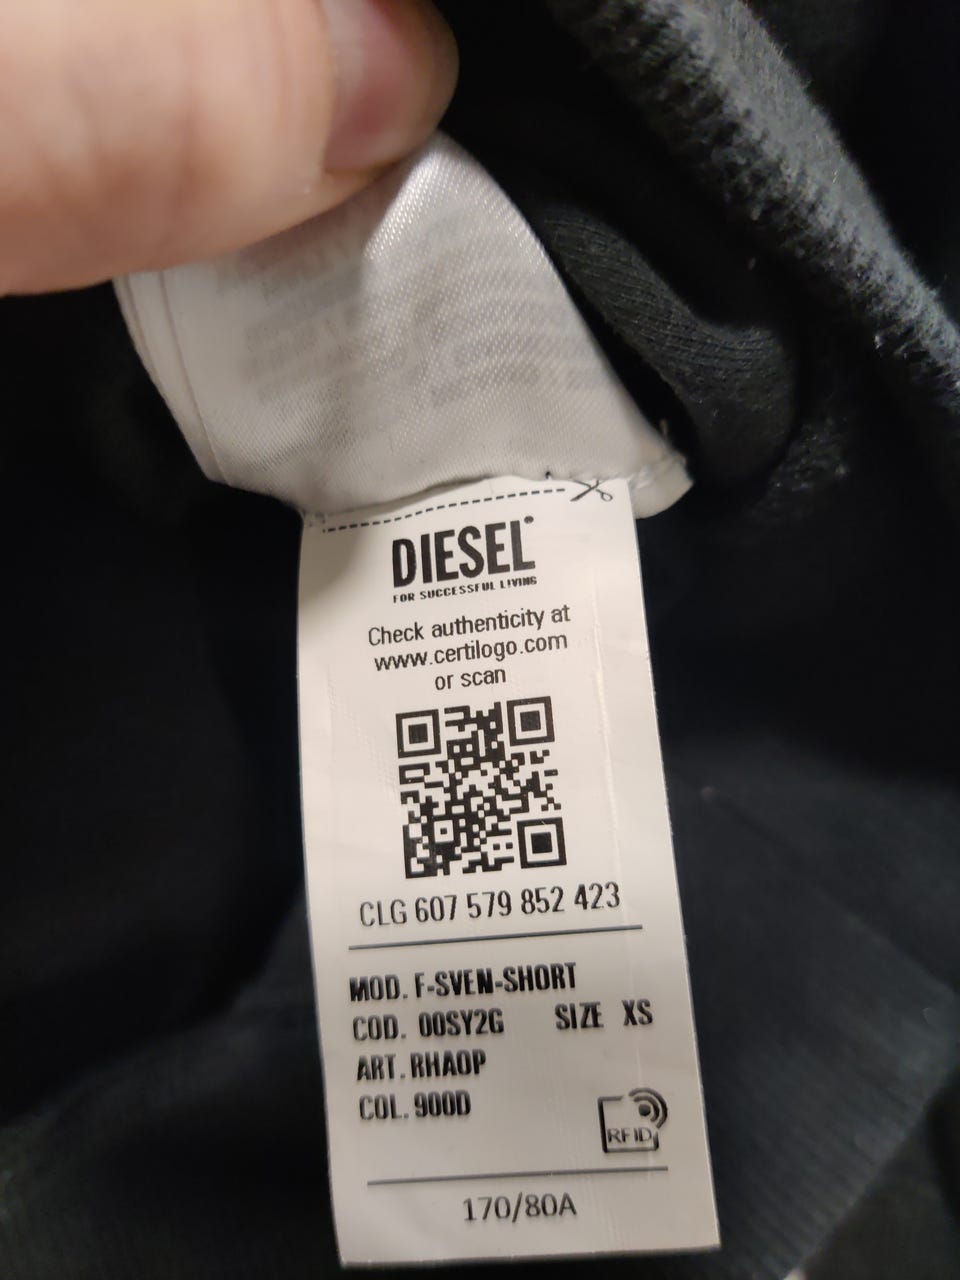 DIESEL®
FOR SUCCESSFUL LIVING
Check authenticity at
www.certilogo.com
or scan
CLG 607 579 852 423
MOD. F-SVEN-SHORT
COD. 00SY2G SIZE XS
ART. RHAOP
COL. 900D
RFID
170/80A